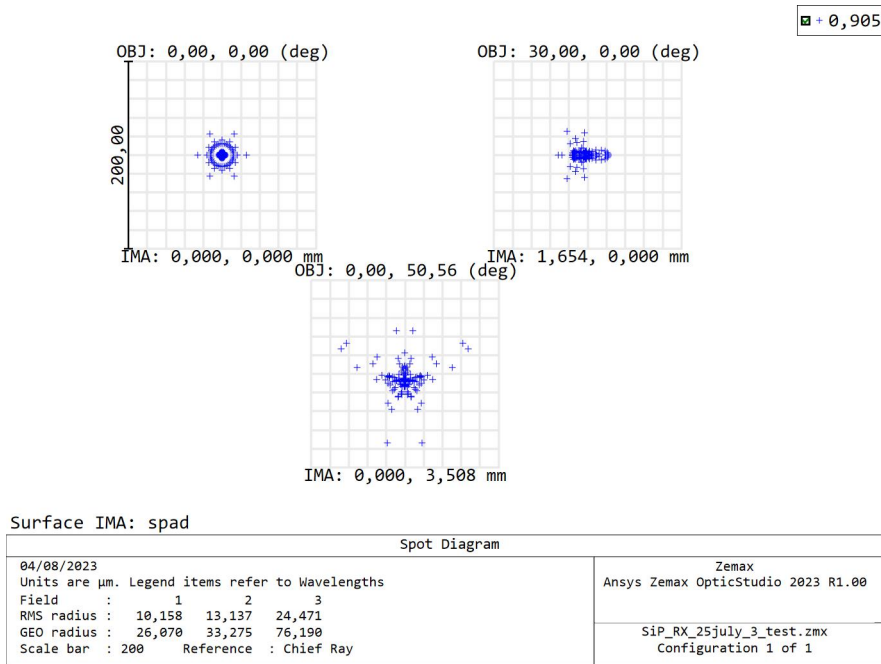 + 0,905
OBJ: 0,00, 0,00 (deg)
OBJ: 30,00, 0,00 (deg)
200,00
IMA: 0,000, 0,000 mm
IMA: 1,654, 0,000 mm
OBJ: 0,00, 50,56 (deg)
IMA: 0,000, 3,508 mm
Surface IMA: spad
Spot Diagram
04/08/2023
Units are µm. Legend items refer to Wavelengths
Field : 1 2 3
RMS radius : 10,158 13,137 24,471
GEO radius : 26,070 33,275 76,190
Scale bar : 200 Reference : Chief Ray
Zemax
Ansys Zemax OpticStudio 2023 R1.00
SiP_RX_25july_3_test.zmx
Configuration 1 of 1